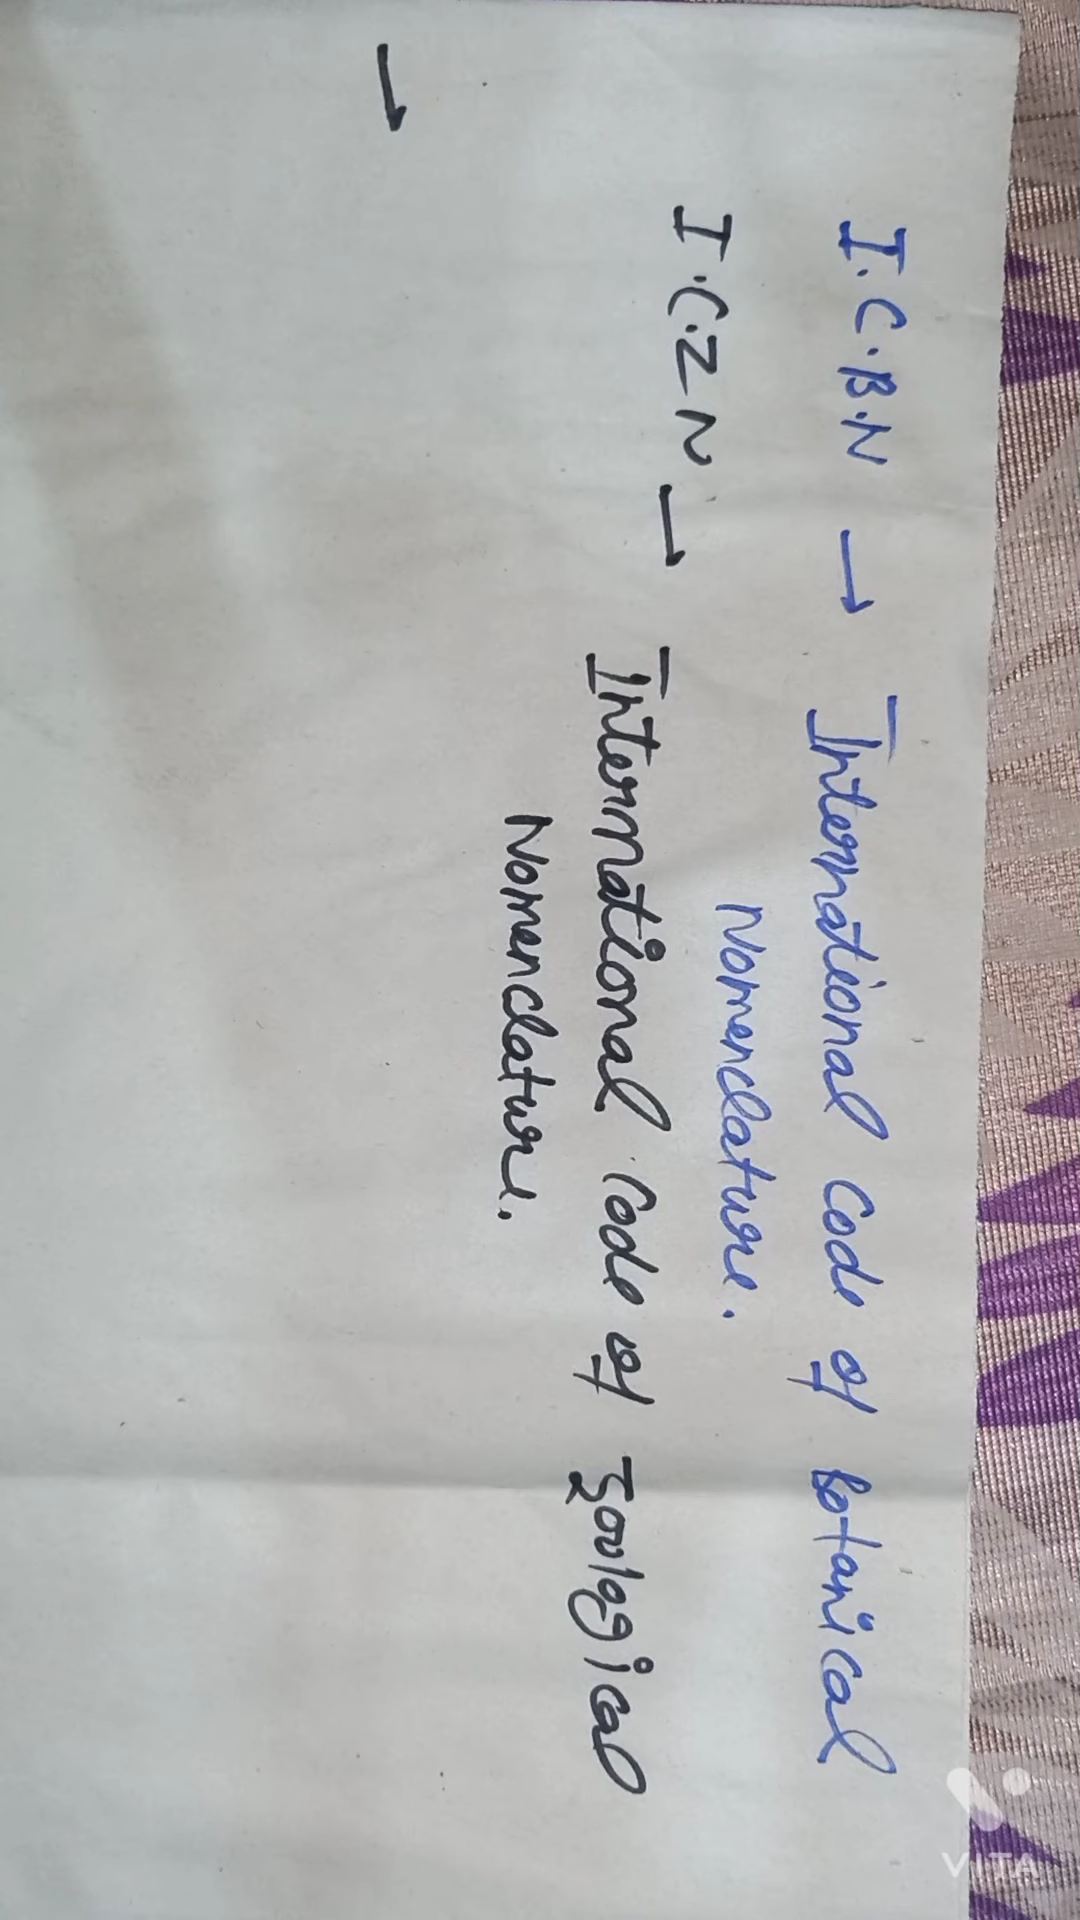 I.C.B.N → International Code of botanical
Nomenclature.
I.C.Z N → International Code of zoological
Nomenclature.
→
VITA